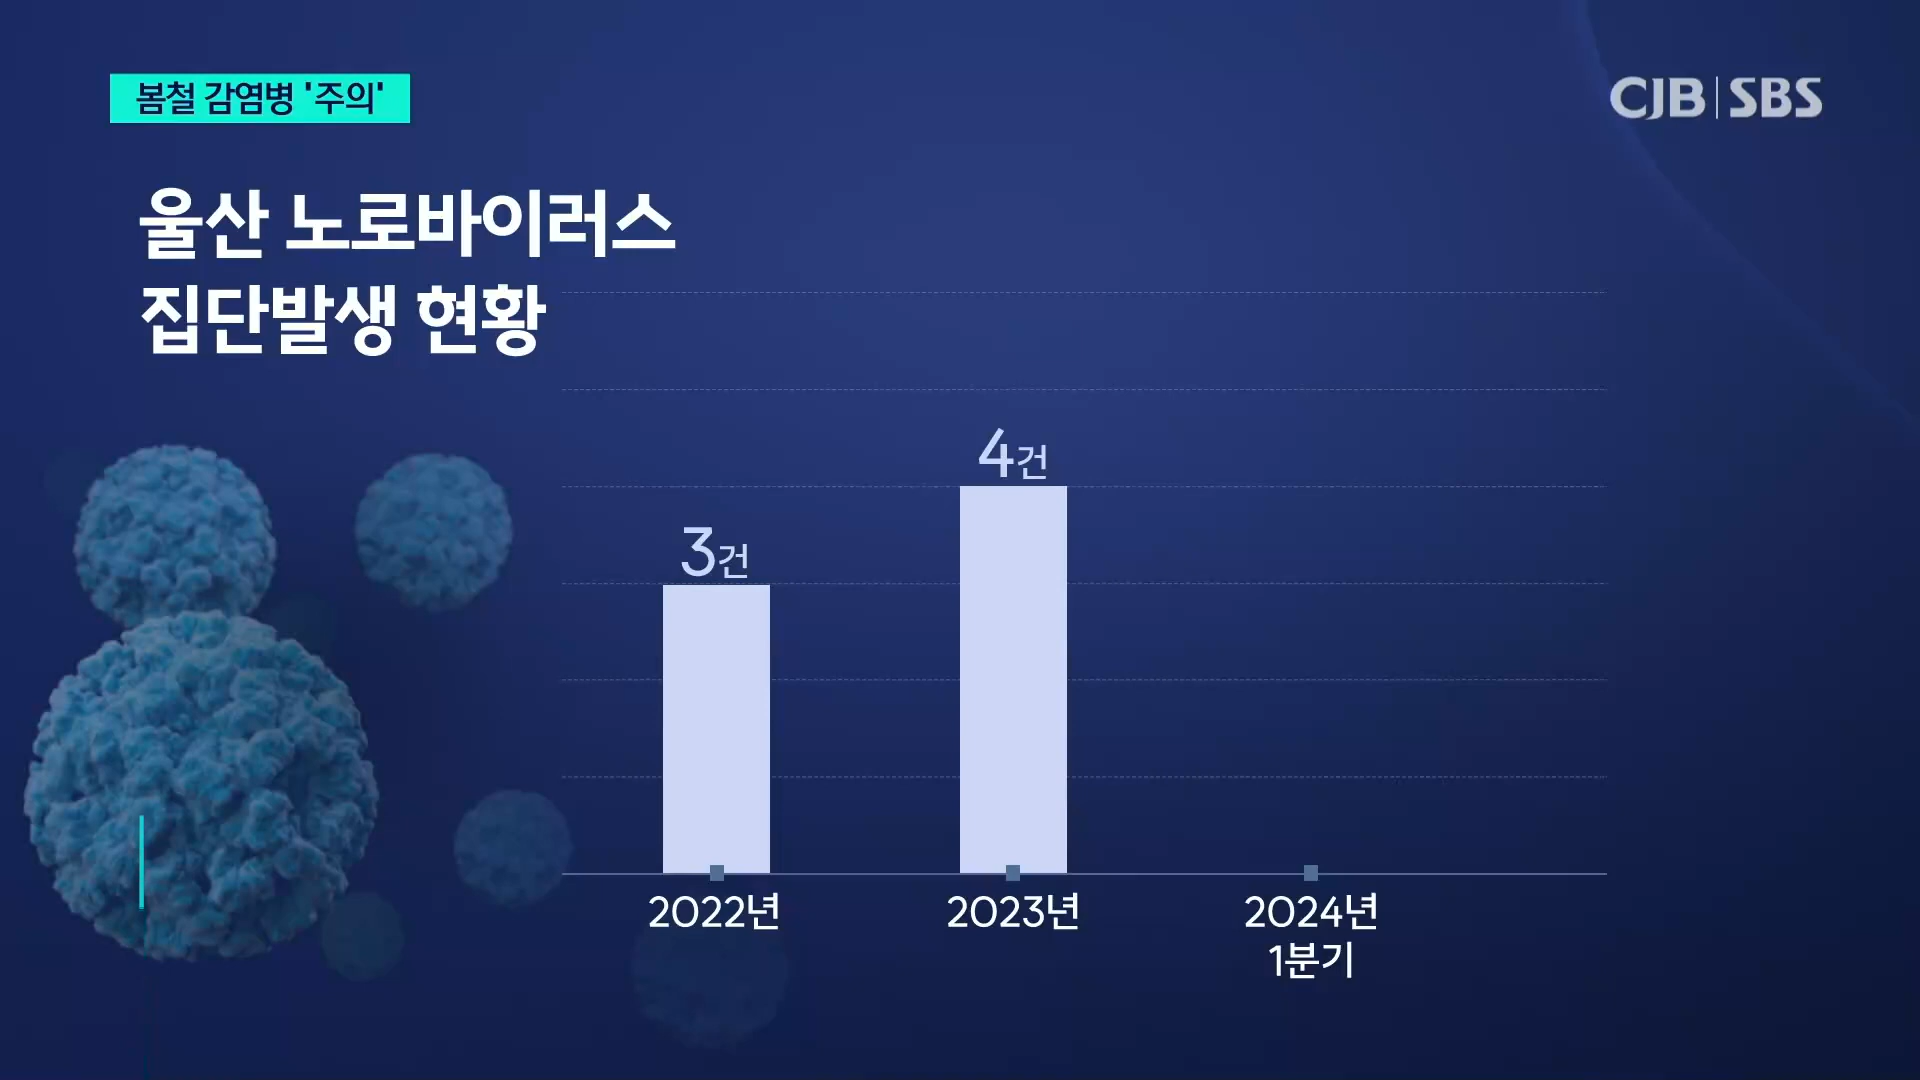 봄철 감염병 '주의'
CJB SBS
울산 노로바이러스
집단발생 현황
3건
4건
2022년
2023년
2024년
1분기